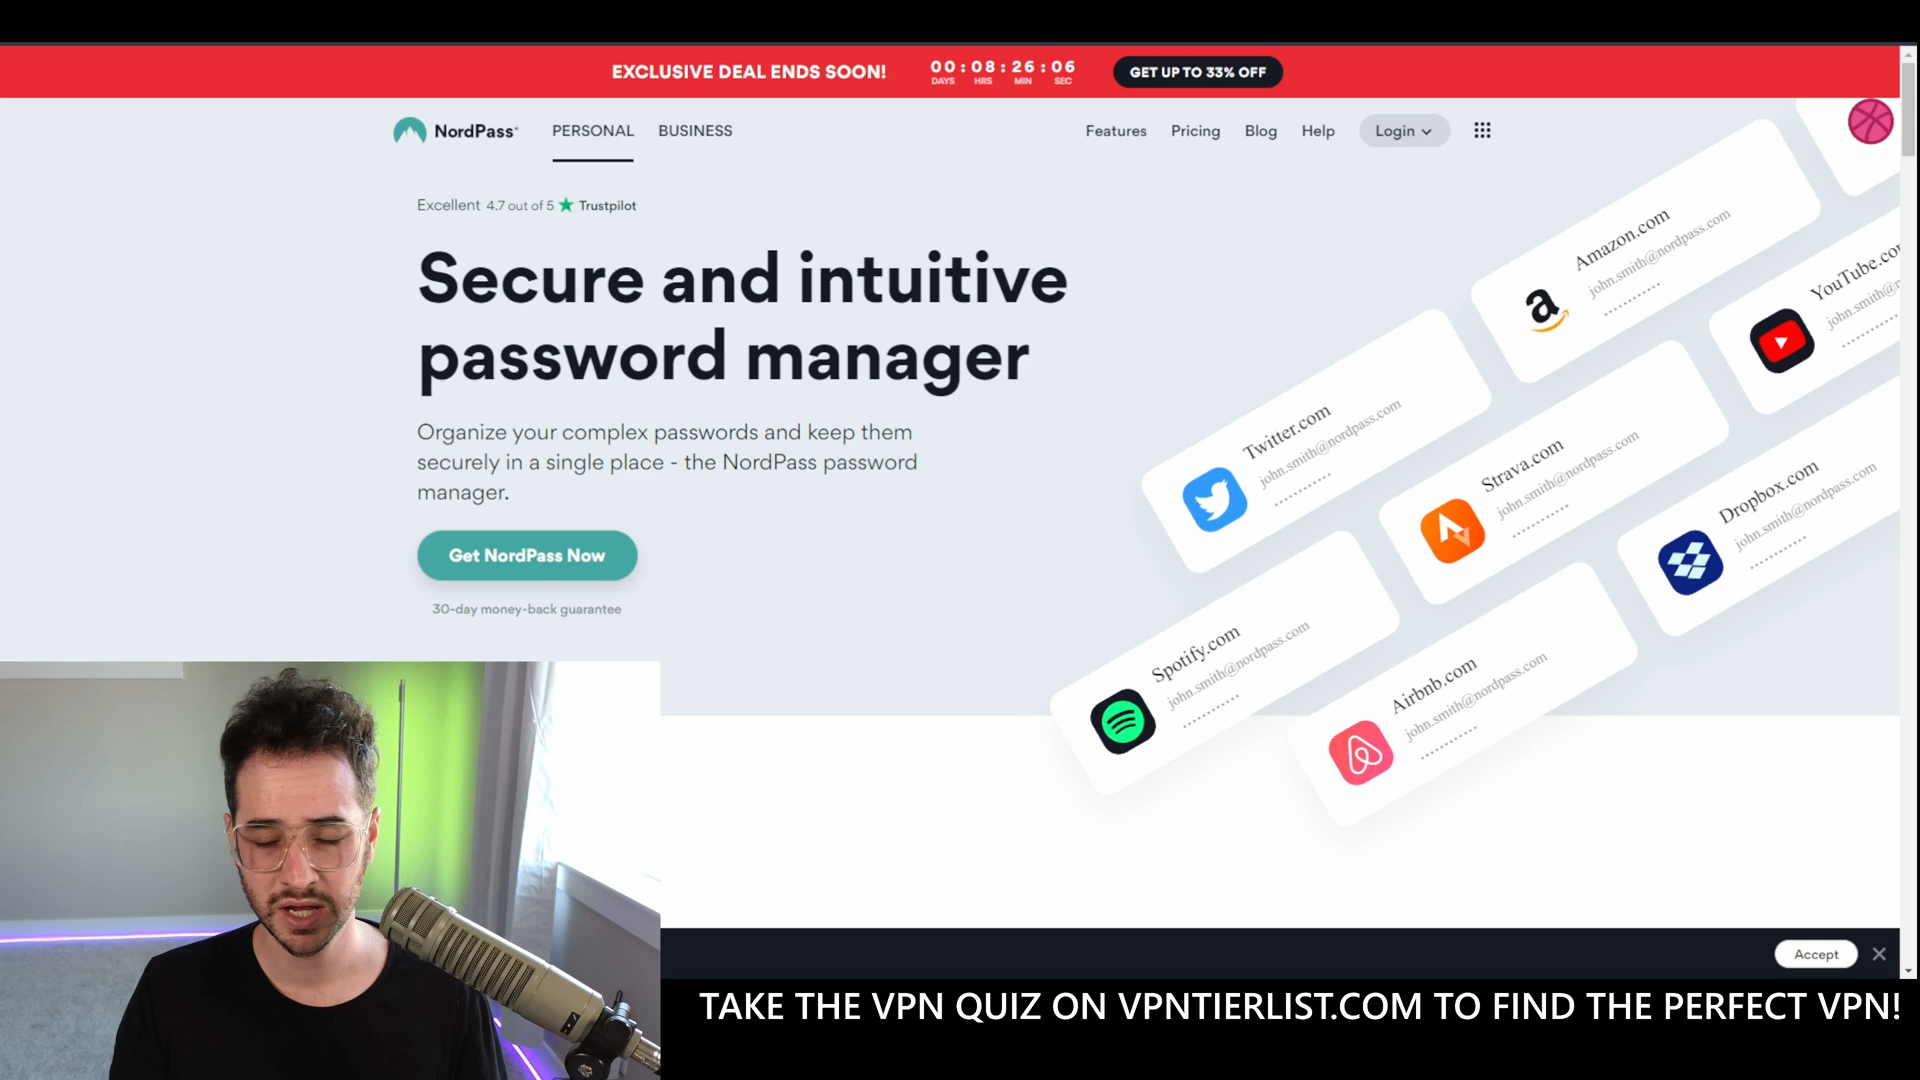 EXCLUSIVE DEAL ENDS SOON!
00 : 08 : 26 : 06
DAYS HRS MIN SEC
GET UP TO 33% OFF
NordPass®
PERSONAL
BUSINESS
Features
Pricing
Blog
Help
Login
Excellent 4.7 out of 5 Trustpilot
Secure and intuitive
password manager
Organize your complex passwords and keep them
securely in a single place - the NordPass password
manager.
Get NordPass Now
30-day money-back guarantee
Amazon.com
john.smith@nordpass.com
YouTube.co
john.smith@
Twitter.com
john.smith@nordpass.com
Strava.com
john.smith@nordpass.com
Dropbox.com
john.smith@nordpass.com
Spotify.com
john.smith@nordpass.com
Airbnb.com
john.smith@nordpass.com
Accept
TAKE THE VPN QUIZ ON VPNTIERLIST.COM TO FIND THE PERFECT VPN!